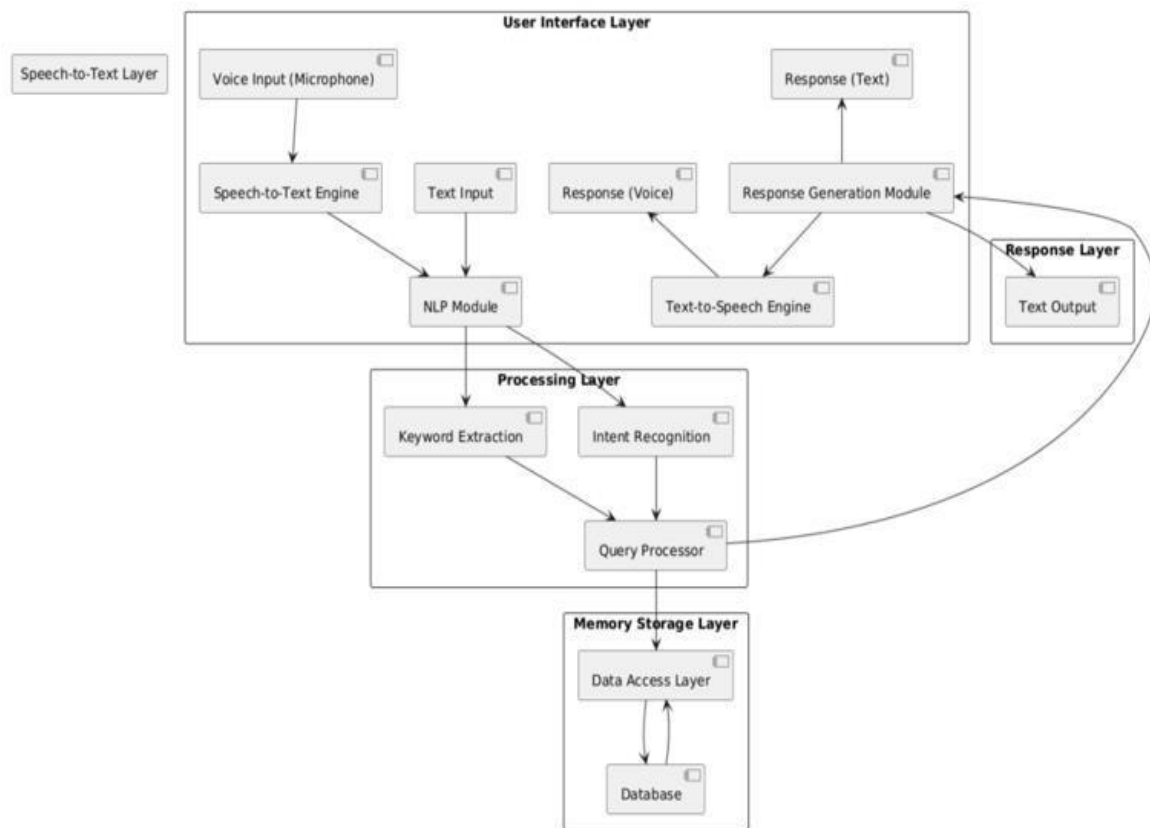 User Interface Layer
Speech-to-Text Layer
Voice Input (Microphone)
Response (Text)
Speech-to-Text Engine
Text Input
Response (Voice)
Response Generation Module
Response Layer
NLP Module
Text-to-Speech Engine
Text Output
Processing Layer
Keyword Extraction
Intent Recognition
Query Processor
Memory Storage Layer
Data Access Layer
Database